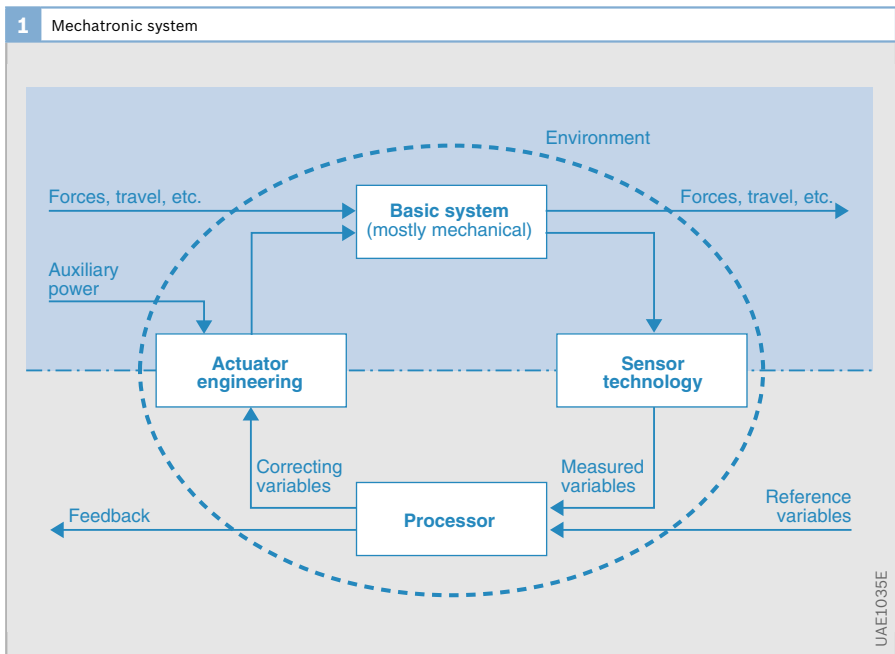 1 Mechatronic system
Environment
Forces, travel, etc.
Basic system
(mostly mechanical)
Forces, travel, etc.
Auxiliary
power
Actuator
engineering
Sensor
technology
Correcting
variables
Measured
variables
Processor
Feedback
Reference
variables
UAE1035E